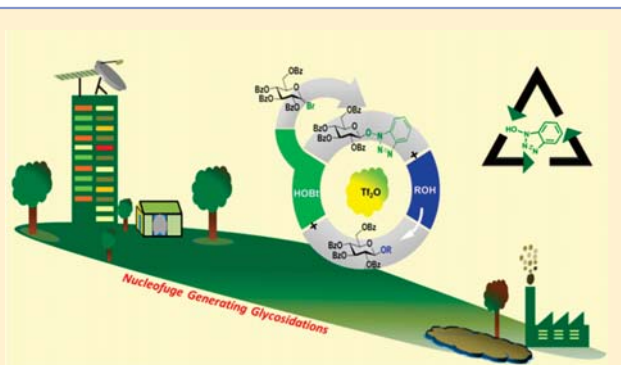 OBz
BzO
BzO
BzO
Br
OBz
BzO
BzO
OBz
O
N
N=N
HOBt
Tf₂O
ROH
OBz
BzO
BzO
OBz
OR
HO-N
N=N
Nucleofuge Generating Glycosidations